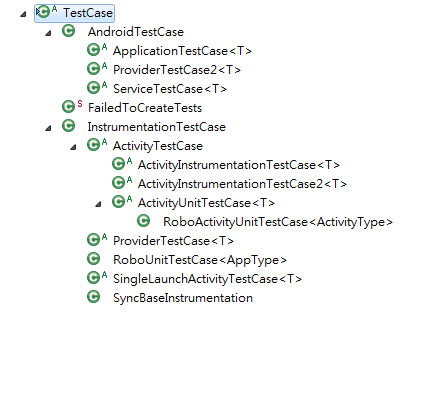 TestCase
AndroidTestCase
ApplicationTestCase<T>
ProviderTestCase2<T>
ServiceTestCase<T>
FailedToCreateTests
InstrumentationTestCase
ActivityTestCase
ActivityInstrumentationTestCase<T>
ActivityInstrumentationTestCase2<T>
ActivityUnitTestCase<T>
RoboActivityUnitTestCase<ActivityType>
ProviderTestCase<T>
RoboUnitTestCase<AppType>
SingleLaunchActivityTestCase<T>
SyncBaseInstrumentation